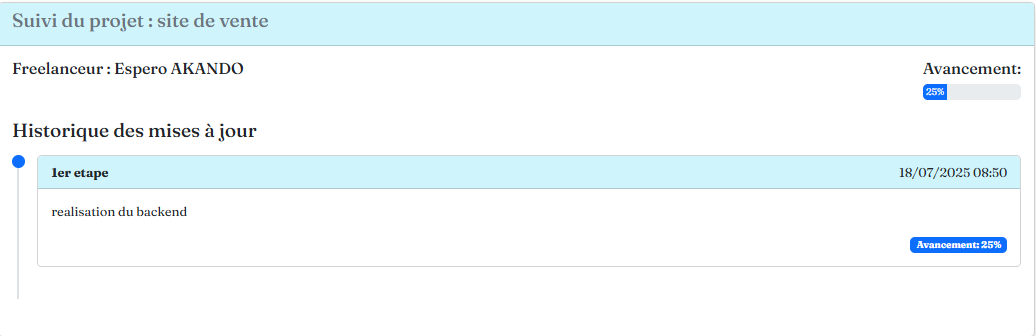 Suivi du projet : site de vente
Freelanceur : Espero AKANDO
Avancement:
25%
Historique des mises à jour
1er etape
18/07/2025 08:50
realisation du backend
Avancement: 25%